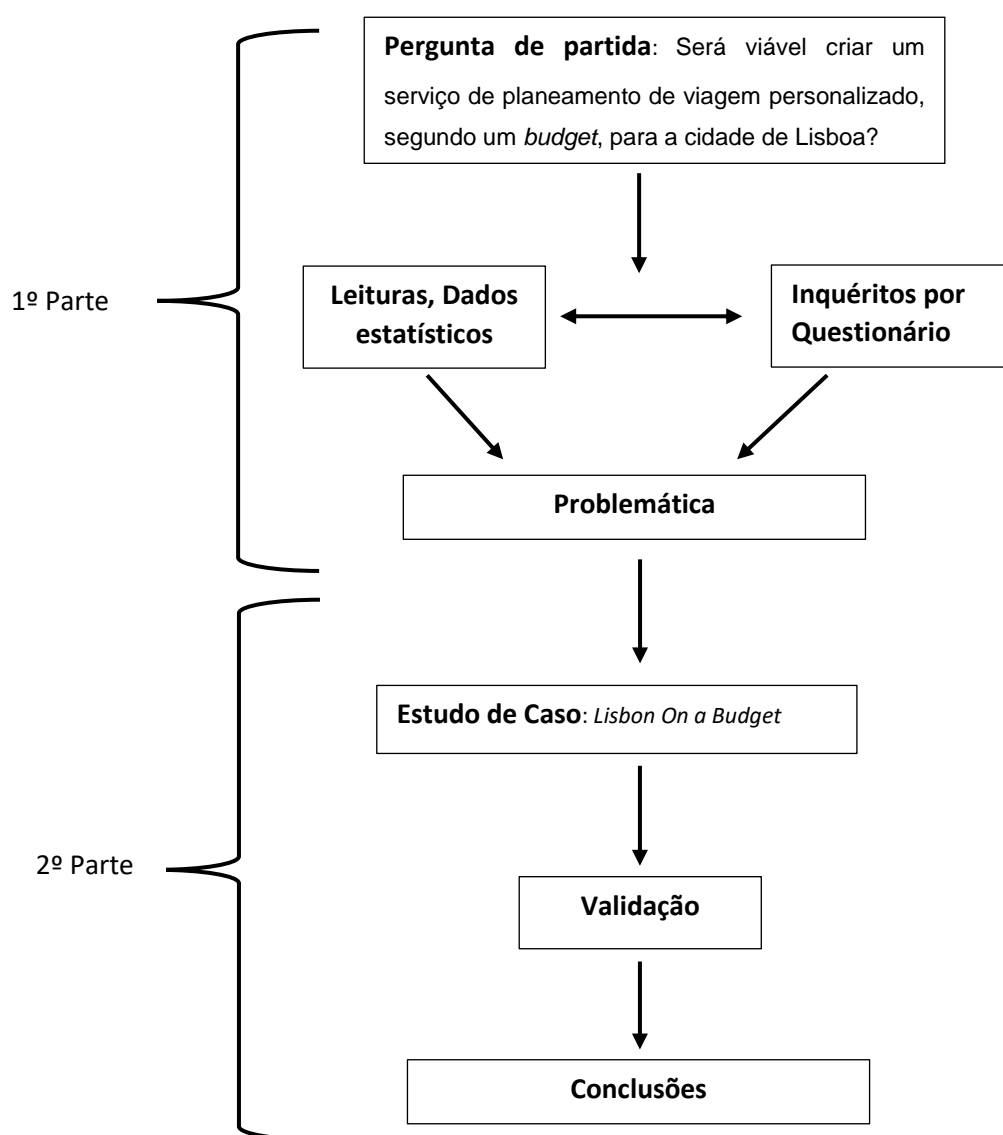 Pergunta de partida: Será viável criar um
serviço de planeamento de viagem personalizado,
segundo um budget, para a cidade de Lisboa?
1º Parte
Leituras, Dados
estatísticos
Inquéritos por
Questionário
Problemática
Estudo de Caso: Lisbon On a Budget
2º Parte
Validação
Conclusões